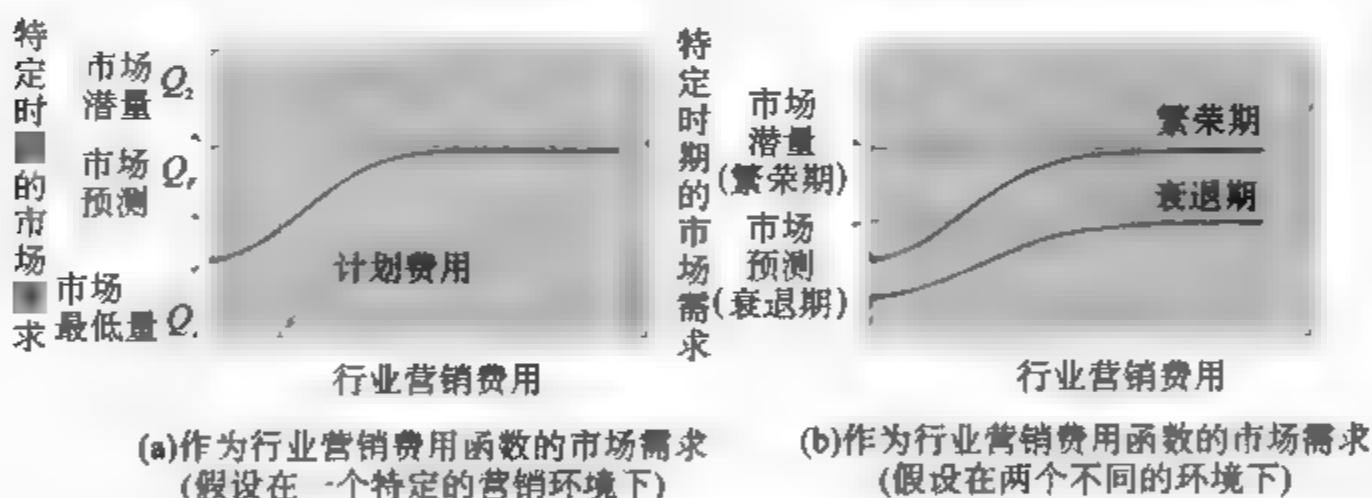 特定时的市场求
市场
潜量 Q₂
市场
预测 Q
市场
最低量 Q
计划费用
行业营销费用
(a)作为行业营销费用函数的市场需求
(假设在一个特定的营销环境下)
特定时期的市场需求
市场
潜量
(繁荣期)
市场
预测
(衰退期)
繁荣期
衰退期
行业营销费用
(b)作为行业营销费用函数的市场需求
(假设在两个不同的环境下)